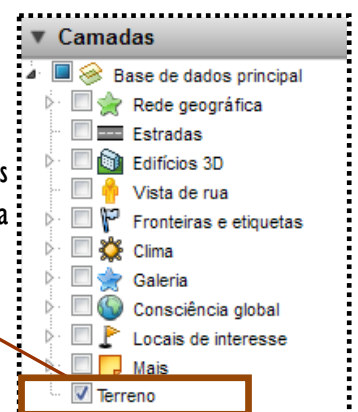 Camadas
Base de dados principal
Rede geográfica
Estradas
Edifícios 3D
Vista de rua
Fronteiras e etiquetas
Clima
Galeria
Consciência global
Locais de interesse
Mais
Terreno